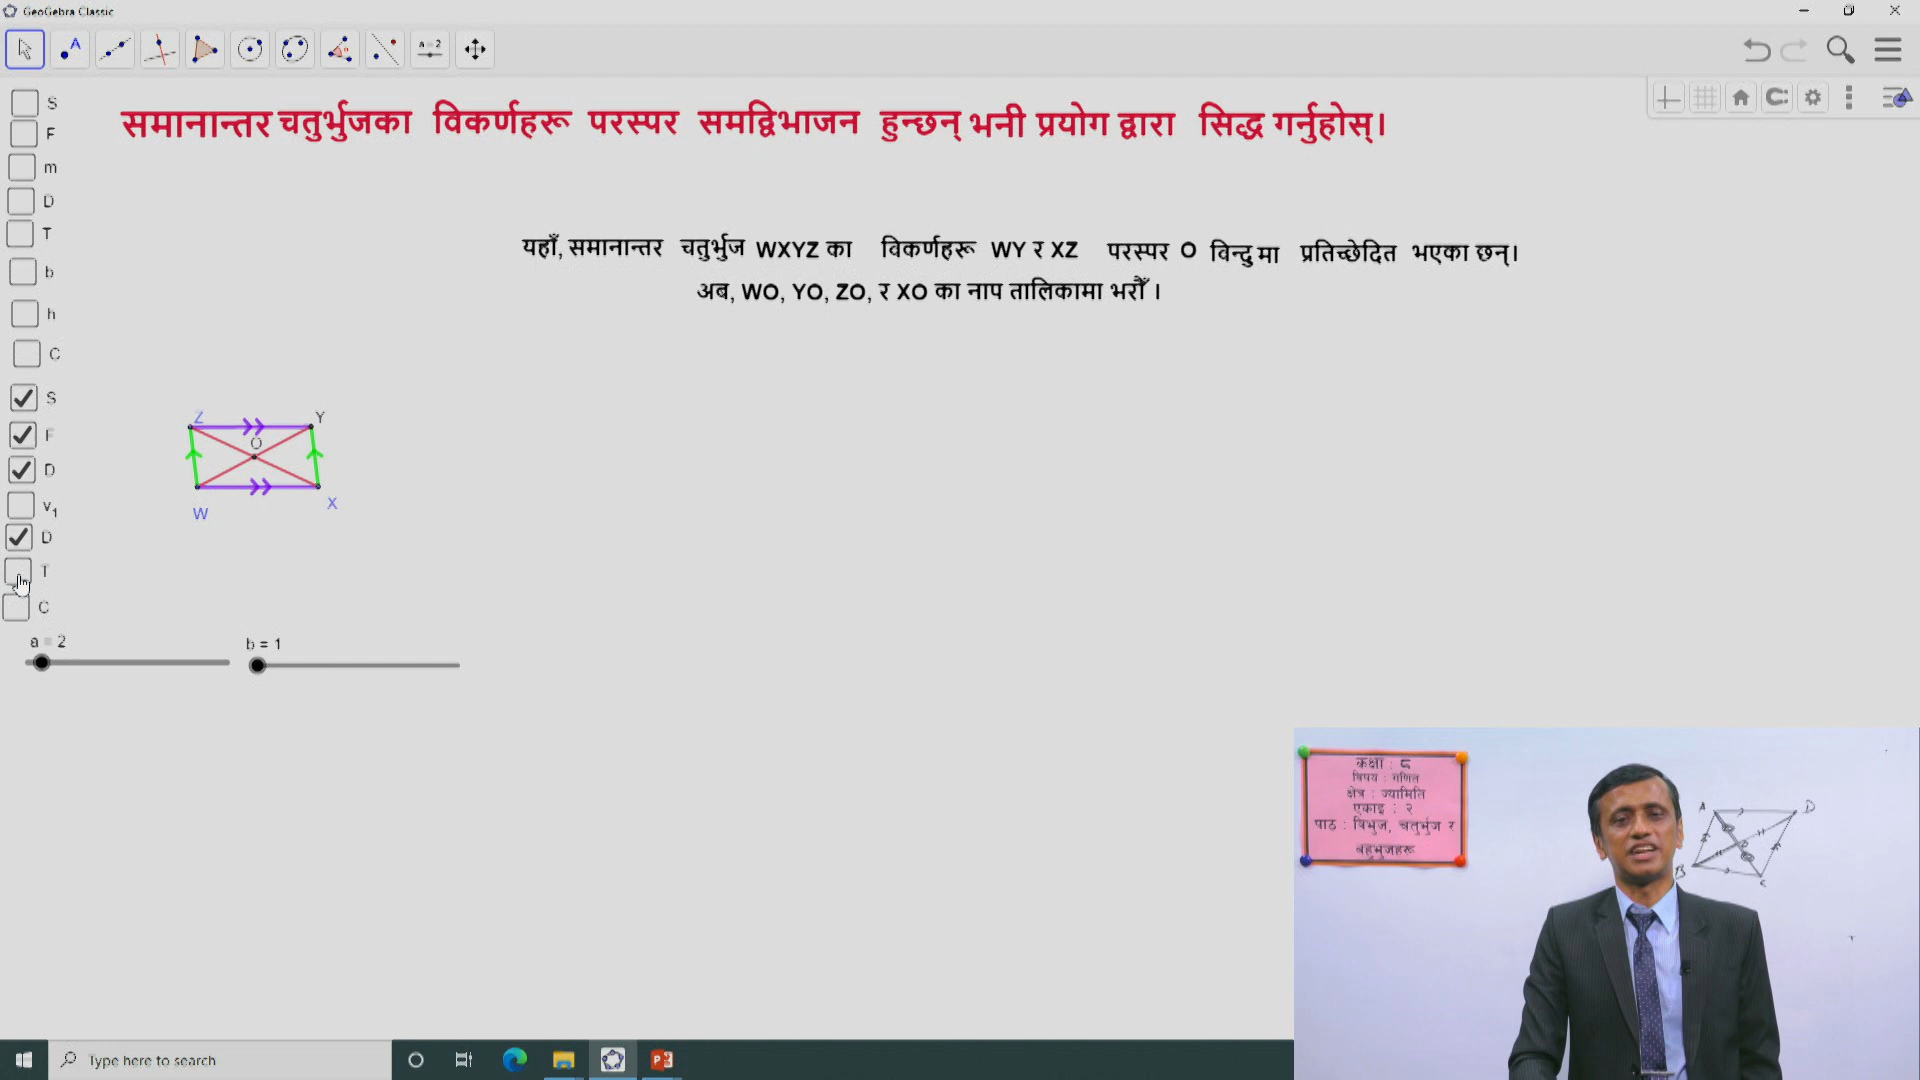 GeoGebra Classic
A
a=2
S
F
m
D
T
b
h
C
S
F
D
v1
D
T
C
समानान्तर चतुर्भुजका विकर्णहरू परस्पर समद्विभाजन हुन्छन् भनी प्रयोग द्वारा सिद्ध गर्नुहोस्।
यहाँ, समानान्तर चतुर्भुज WXYZ का विकर्णहरू WY र XZ परस्पर O विन्दुमा प्रतिच्छेदित भएका छन्।
अब, WO, YO, ZO, र XO का नाप तालिकामा भरौँ ।
Z
Y
O
W
X
a = 2
b = 1
कक्षा : ८
विषय : गणित
क्षेत्र : ज्यामिति
एकाइ : २
पाठ : त्रिभुज, चतुर्भुज र
बहुभुजहरू
A
D
B
C
Type here to search